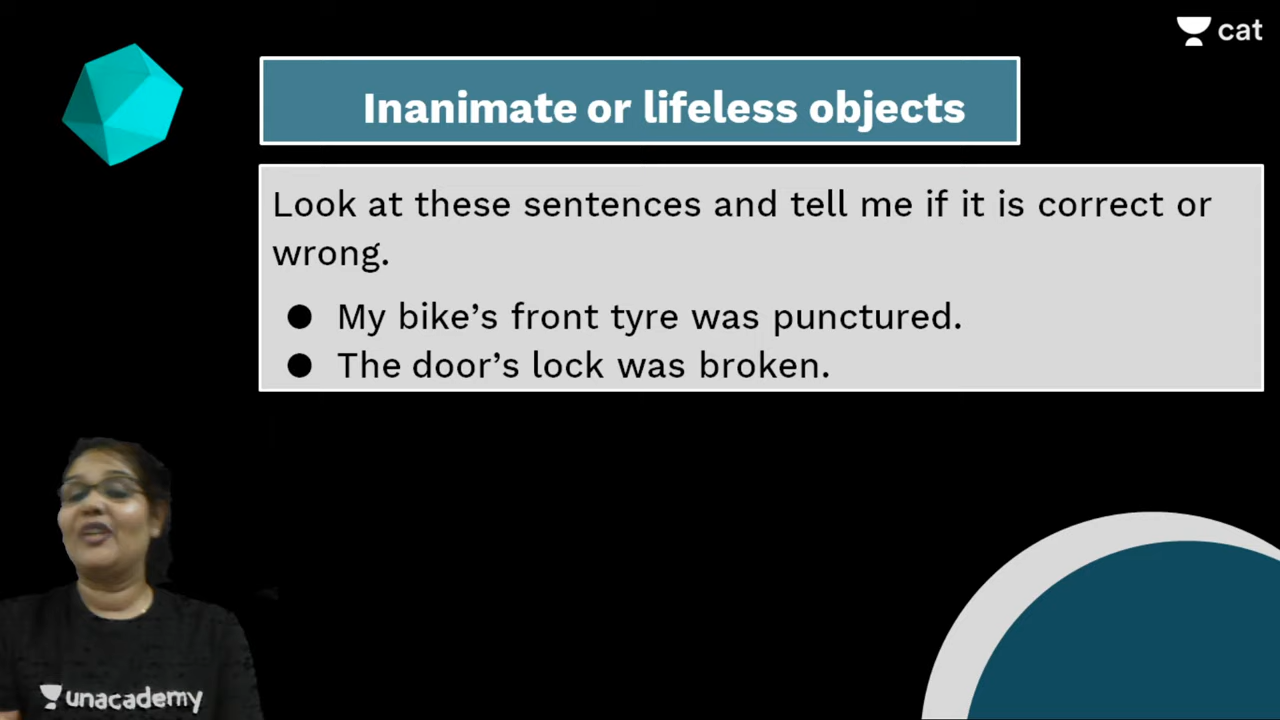 cat
Inanimate or lifeless objects
Look at these sentences and tell me if it is correct or
wrong.
● My bike’s front tyre was punctured.
● The door’s lock was broken.
unacademy